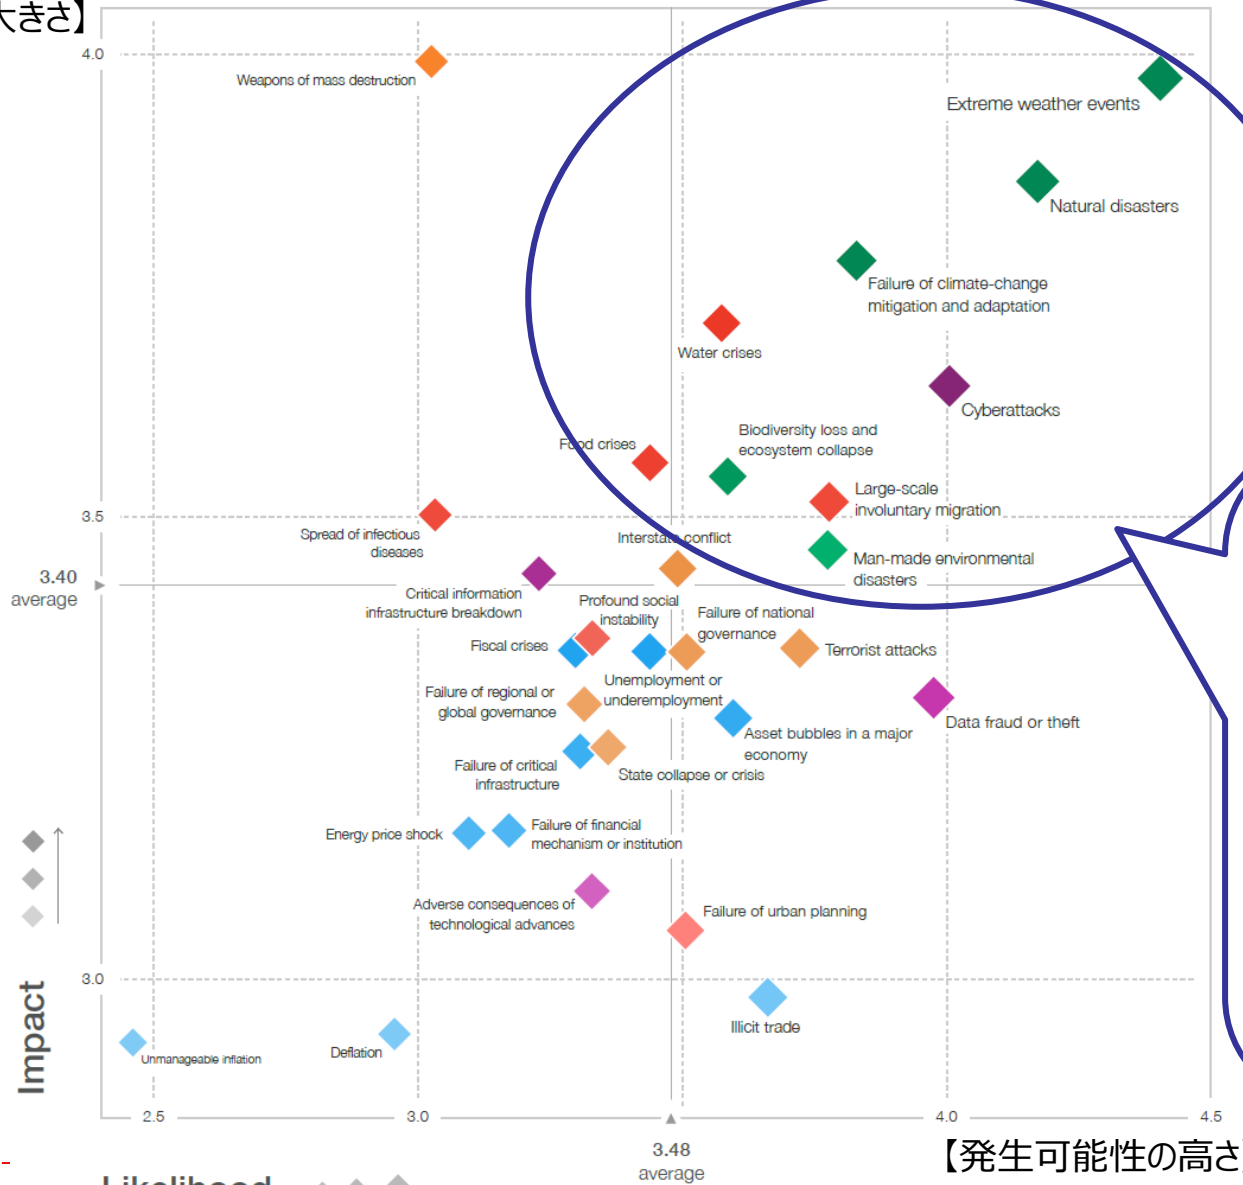 大きさ】
4.0
Weapons of mass destruction
Extreme weather events
Natural disasters
Failure of climate-change
mitigation and adaptation
Water crises
Cyberattacks
Biodiversity loss and
ecosystem collapse
Food crises
Large-scale
involuntary migration
3.5
Spread of infectious
diseases
Interstate conflict
Man-made environmental
disasters
3.40
average
Critical information
infrastructure breakdown
Profound social
instability
Failure of national
governance
Fiscal crises
Terrorist attacks
Unemployment or
underemployment
Failure of regional or
global governance
Data fraud or theft
Asset bubbles in a major
economy
Failure of critical
infrastructure
State collapse or crisis
Energy price shock
Failure of financial
mechanism or institution
Adverse consequences of
technological advances
Failure of urban planning
3.0
Impact
Illicit trade
Unmanageable inflation
Deflation
2.5
3.0
4.0
4.5
3.48
average
【発生可能性の高さ
Likelihood